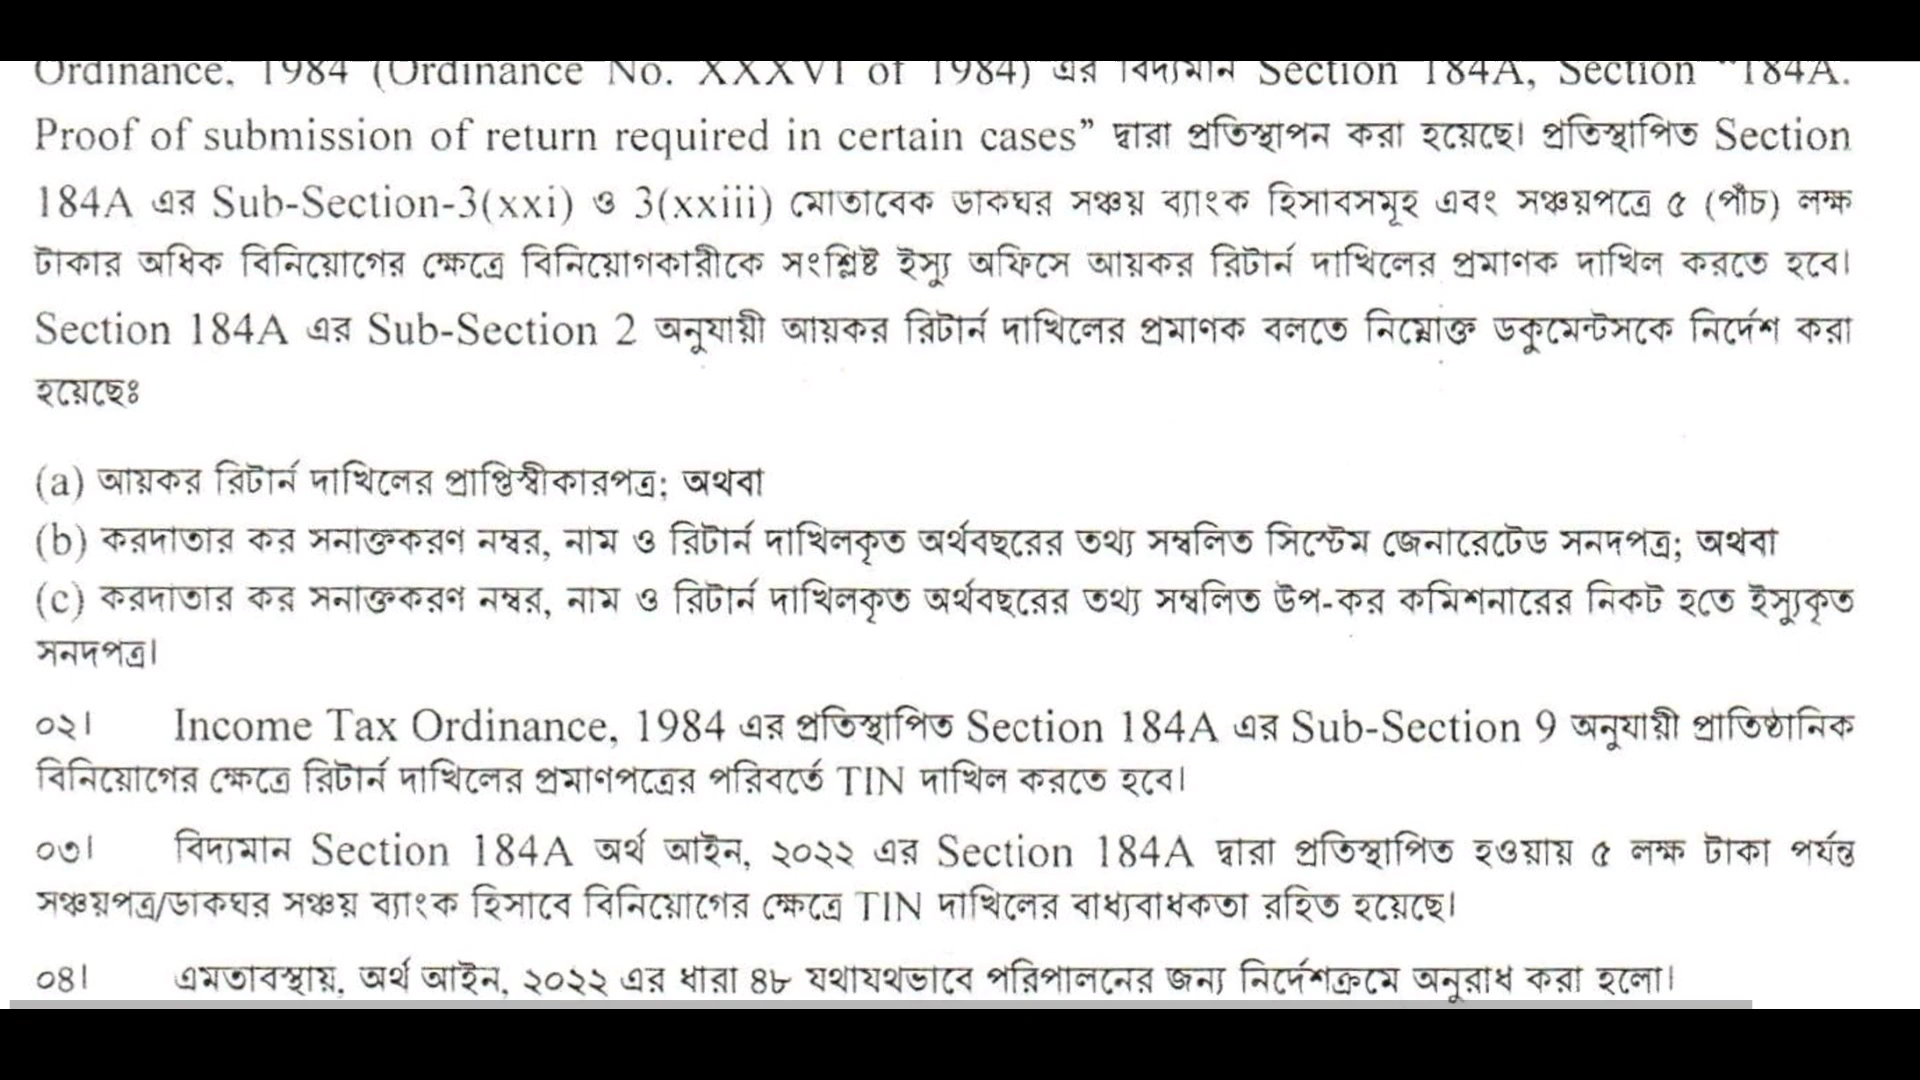 Ordinance, 1984 (Ordinance No. XXXVI of 1984) এর বিদ্যমান Section 184A, Section "184A.
Proof of submission of return required in certain cases” দ্বারা প্রতিস্থাপন করা হয়েছে। প্রতিস্থাপিত Section
184A এর Sub-Section-3(xxi) ও 3(xxiii) মোতাবেক ডাকঘর সঞ্চয় ব্যাংক হিসাবসমূহ এবং সঞ্চয়পত্রে ৫ (পাঁচ) লক্ষ
টাকার অধিক বিনিয়োগের ক্ষেত্রে বিনিয়োগকারীকে সংশ্লিষ্ট ইস্যু অফিসে আয়কর রিটার্ন দাখিলের প্রমাণক দাখিল করতে হবে।
Section 184A এর Sub-Section 2 অনুযায়ী আয়কর রিটার্ন দাখিলের প্রমাণক বলতে নিম্নোক্ত ডকুমেন্টসকে নির্দেশ করা
হয়েছেঃ
(a) আয়কর রিটার্ন দাখিলের প্রাপ্তিস্বীকারপত্র; অথবা
(b) করদাতার কর সনাক্তকরণ নম্বর, নাম ও রিটার্ন দাখিলকৃত অর্থবছরের তথ্য সম্বলিত সিস্টেম জেনারেটেড সনদপত্র; অথবা
(c) করদাতার কর সনাক্তকরণ নম্বর, নাম ও রিটার্ন দাখিলকৃত অর্থবছরের তথ্য সম্বলিত উপ-কর কমিশনারের নিকট হতে ইস্যুকৃত
সনদপত্র।
০২। Income Tax Ordinance, 1984 এর প্রতিস্থাপিত Section 184A এর Sub-Section 9 অনুযায়ী প্রাতিষ্ঠানিক
বিনিয়োগের ক্ষেত্রে রিটার্ন দাখিলের প্রমাণপত্রের পরিবর্তে TIN দাখিল করতে হবে।
০৩। বিদ্যমান Section 184A অর্থ আইন, ২০২২ এর Section 184A দ্বারা প্রতিস্থাপিত হওয়ায় ৫ লক্ষ টাকা পর্যন্ত
সঞ্চয়পত্র/ডাকঘর সঞ্চয় ব্যাংক হিসাবে বিনিয়োগের ক্ষেত্রে TIN দাখিলের বাধ্যবাধকতা রহিত হয়েছে।
০৪। এমতাবস্থায়, অর্থ আইন, ২০২২ এর ধারা ৪৮ যথাযথভাবে পরিপালনের জন্য নির্দেশক্রমে অনুরাধ করা হলো।